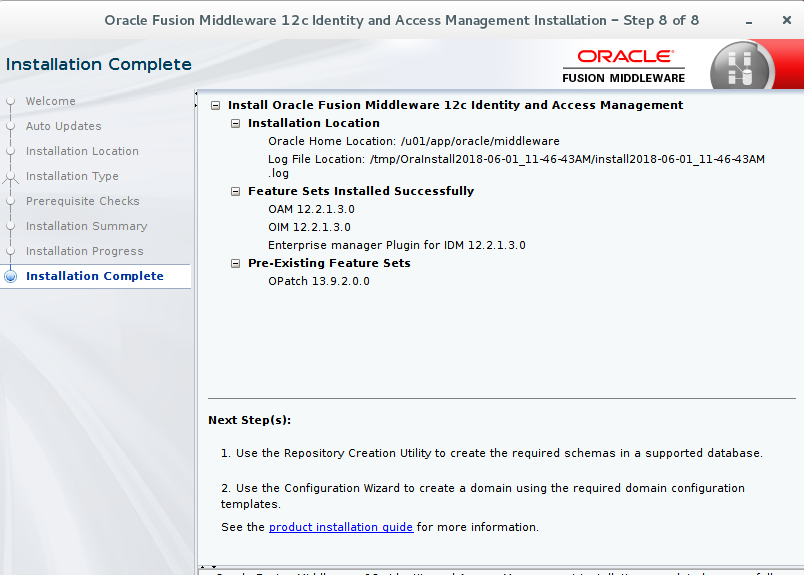 Oracle Fusion Middleware 12c Identity and Access Management Installation – Step 8 of 8
Installation Complete
ORACLE
FUSION MIDDLEWARE
Welcome
Auto Updates
Installation Location
Installation Type
Prerequisite Checks
Installation Summary
Installation Progress
Installation Complete
Install Oracle Fusion Middleware 12c Identity and Access Management
Installation Location
Oracle Home Location: /u01/app/oracle/middleware
Log File Location: /tmp/OraInstall2018-06-01_11-46-43AM/install2018-06-01_11-46-43AM
.log
Feature Sets Installed Successfully
OAM 12.2.1.3.0
OIM 12.2.1.3.0
Enterprise manager Plugin for IDM 12.2.1.3.0
Pre-Existing Feature Sets
OPatch 13.9.2.0.0
Next Step(s):
1. Use the Repository Creation Utility to create the required schemas in a supported database.
2. Use the Configuration Wizard to create a domain using the required domain configuration
templates.
See the product installation guide for more information.